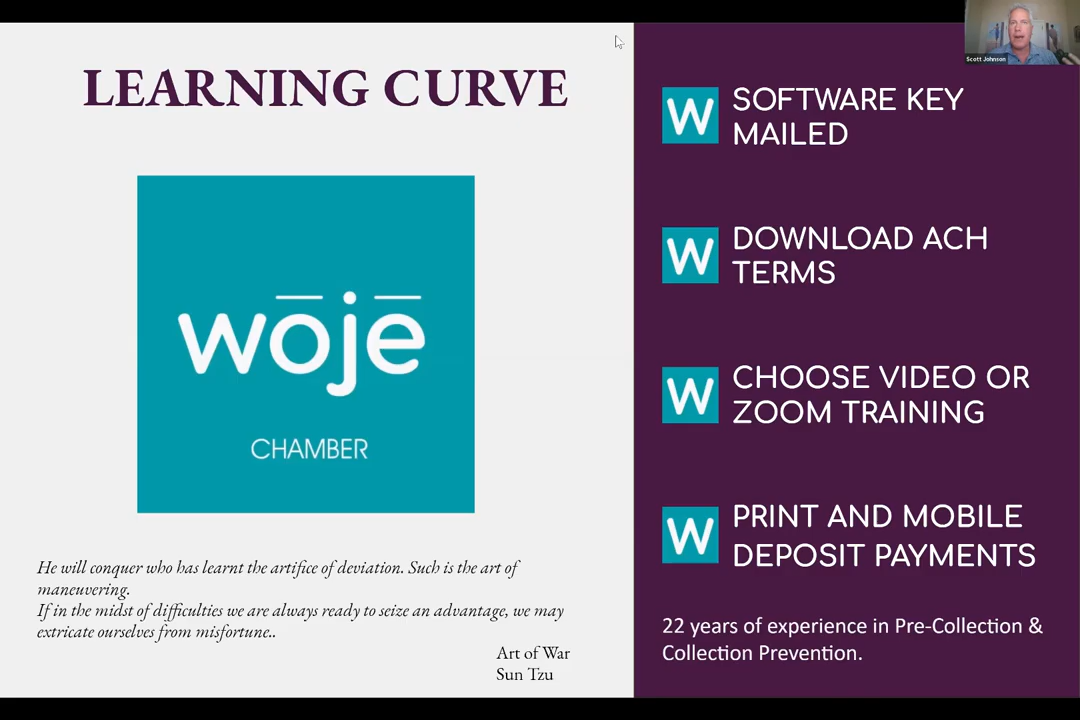 LEARNING CURVE
wōjē
CHAMBER
He will conquer who has learnt the artifice of deviation. Such is the art of
maneuvering.
If in the midst of difficulties we are always ready to seize an advantage, we may
extricate ourselves from misfortune..
Art of War
Sun Tzu
Scott Johnson
W SOFTWARE KEY
MAILED
W DOWNLOAD ACH
TERMS
W CHOOSE VIDEO OR
ZOOM TRAINING
W PRINT AND MOBILE
DEPOSIT PAYMENTS
22 years of experience in Pre-Collection &
Collection Prevention.